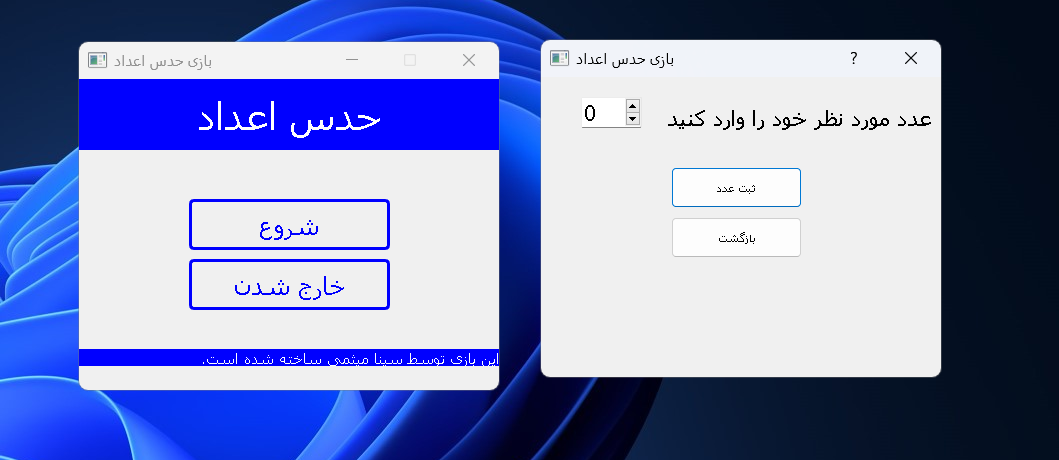 بازی حدس اعداد
حدس اعداد
شروع
خارج شدن
این بازی توسط سینا میثمی ساخته شده است.
بازی حدس اعداد
?
عدد مورد نظر خود را وارد کنید
0
ثبت عدد
بازگشت